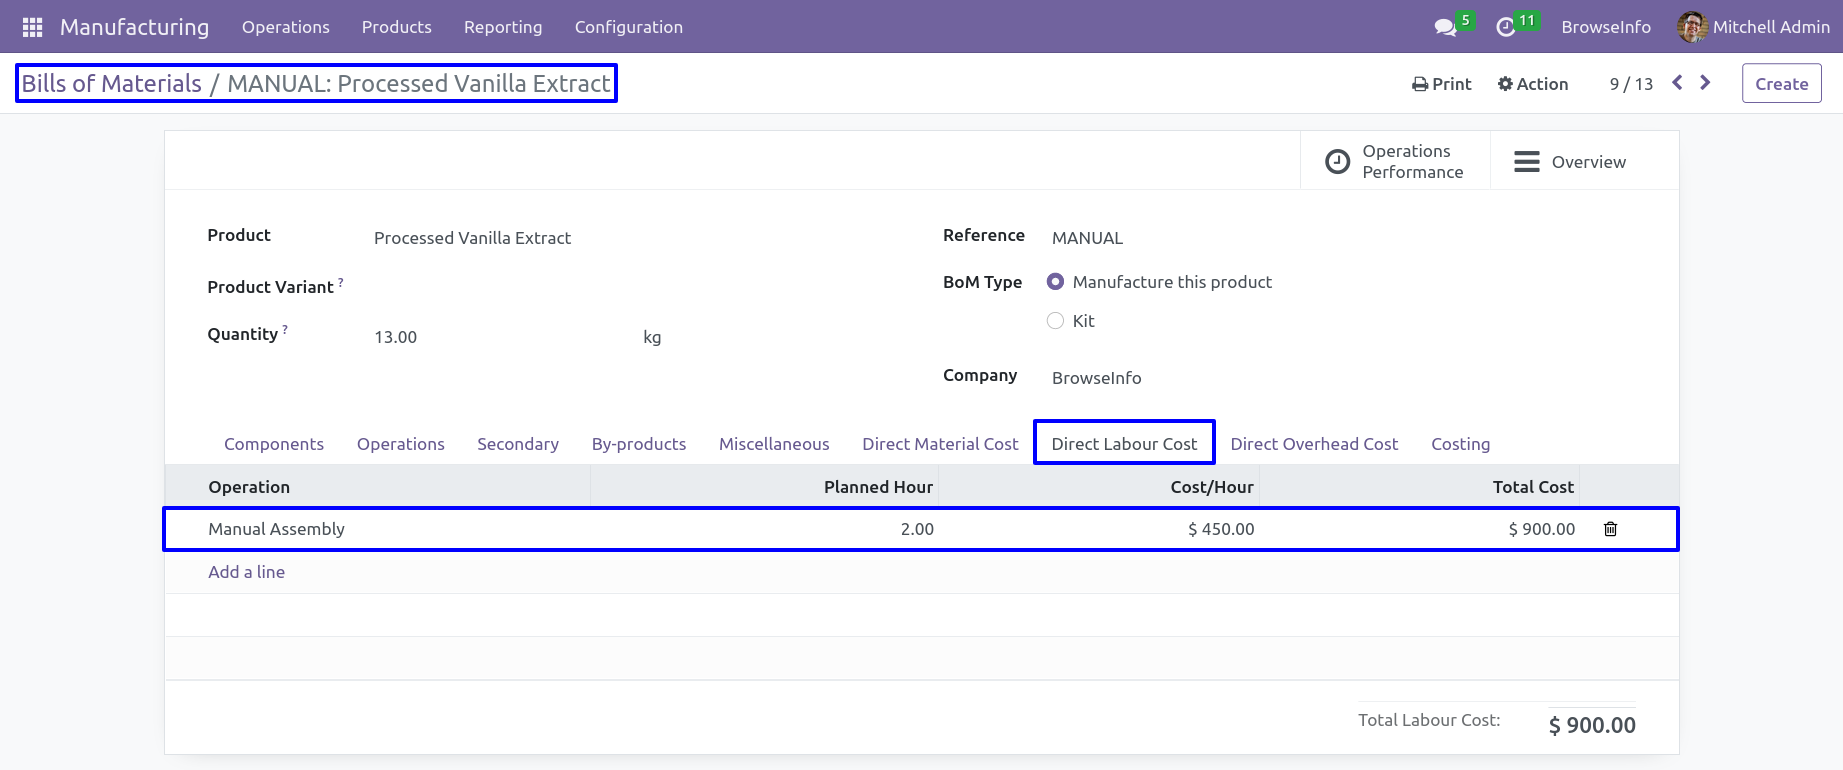 Manufacturing Operations Products Reporting Configuration 5 11 BrowseInfo Mitchell Admin
Bills of Materials / MANUAL: Processed Vanilla Extract Print Action 9 / 13 Create
Operations Performance
Overview
Product Processed Vanilla Extract
Product Variant ?
Quantity ? 13.00 kg
Reference MANUAL
BoM Type Manufacture this product
Kit
Company BrowseInfo
Components Operations Secondary By-products Miscellaneous Direct Material Cost Direct Labour Cost Direct Overhead Cost Costing
Operation Planned Hour Cost/Hour Total Cost
Manual Assembly 2.00 $ 450.00 $ 900.00
Add a line
Total Labour Cost: $ 900.00